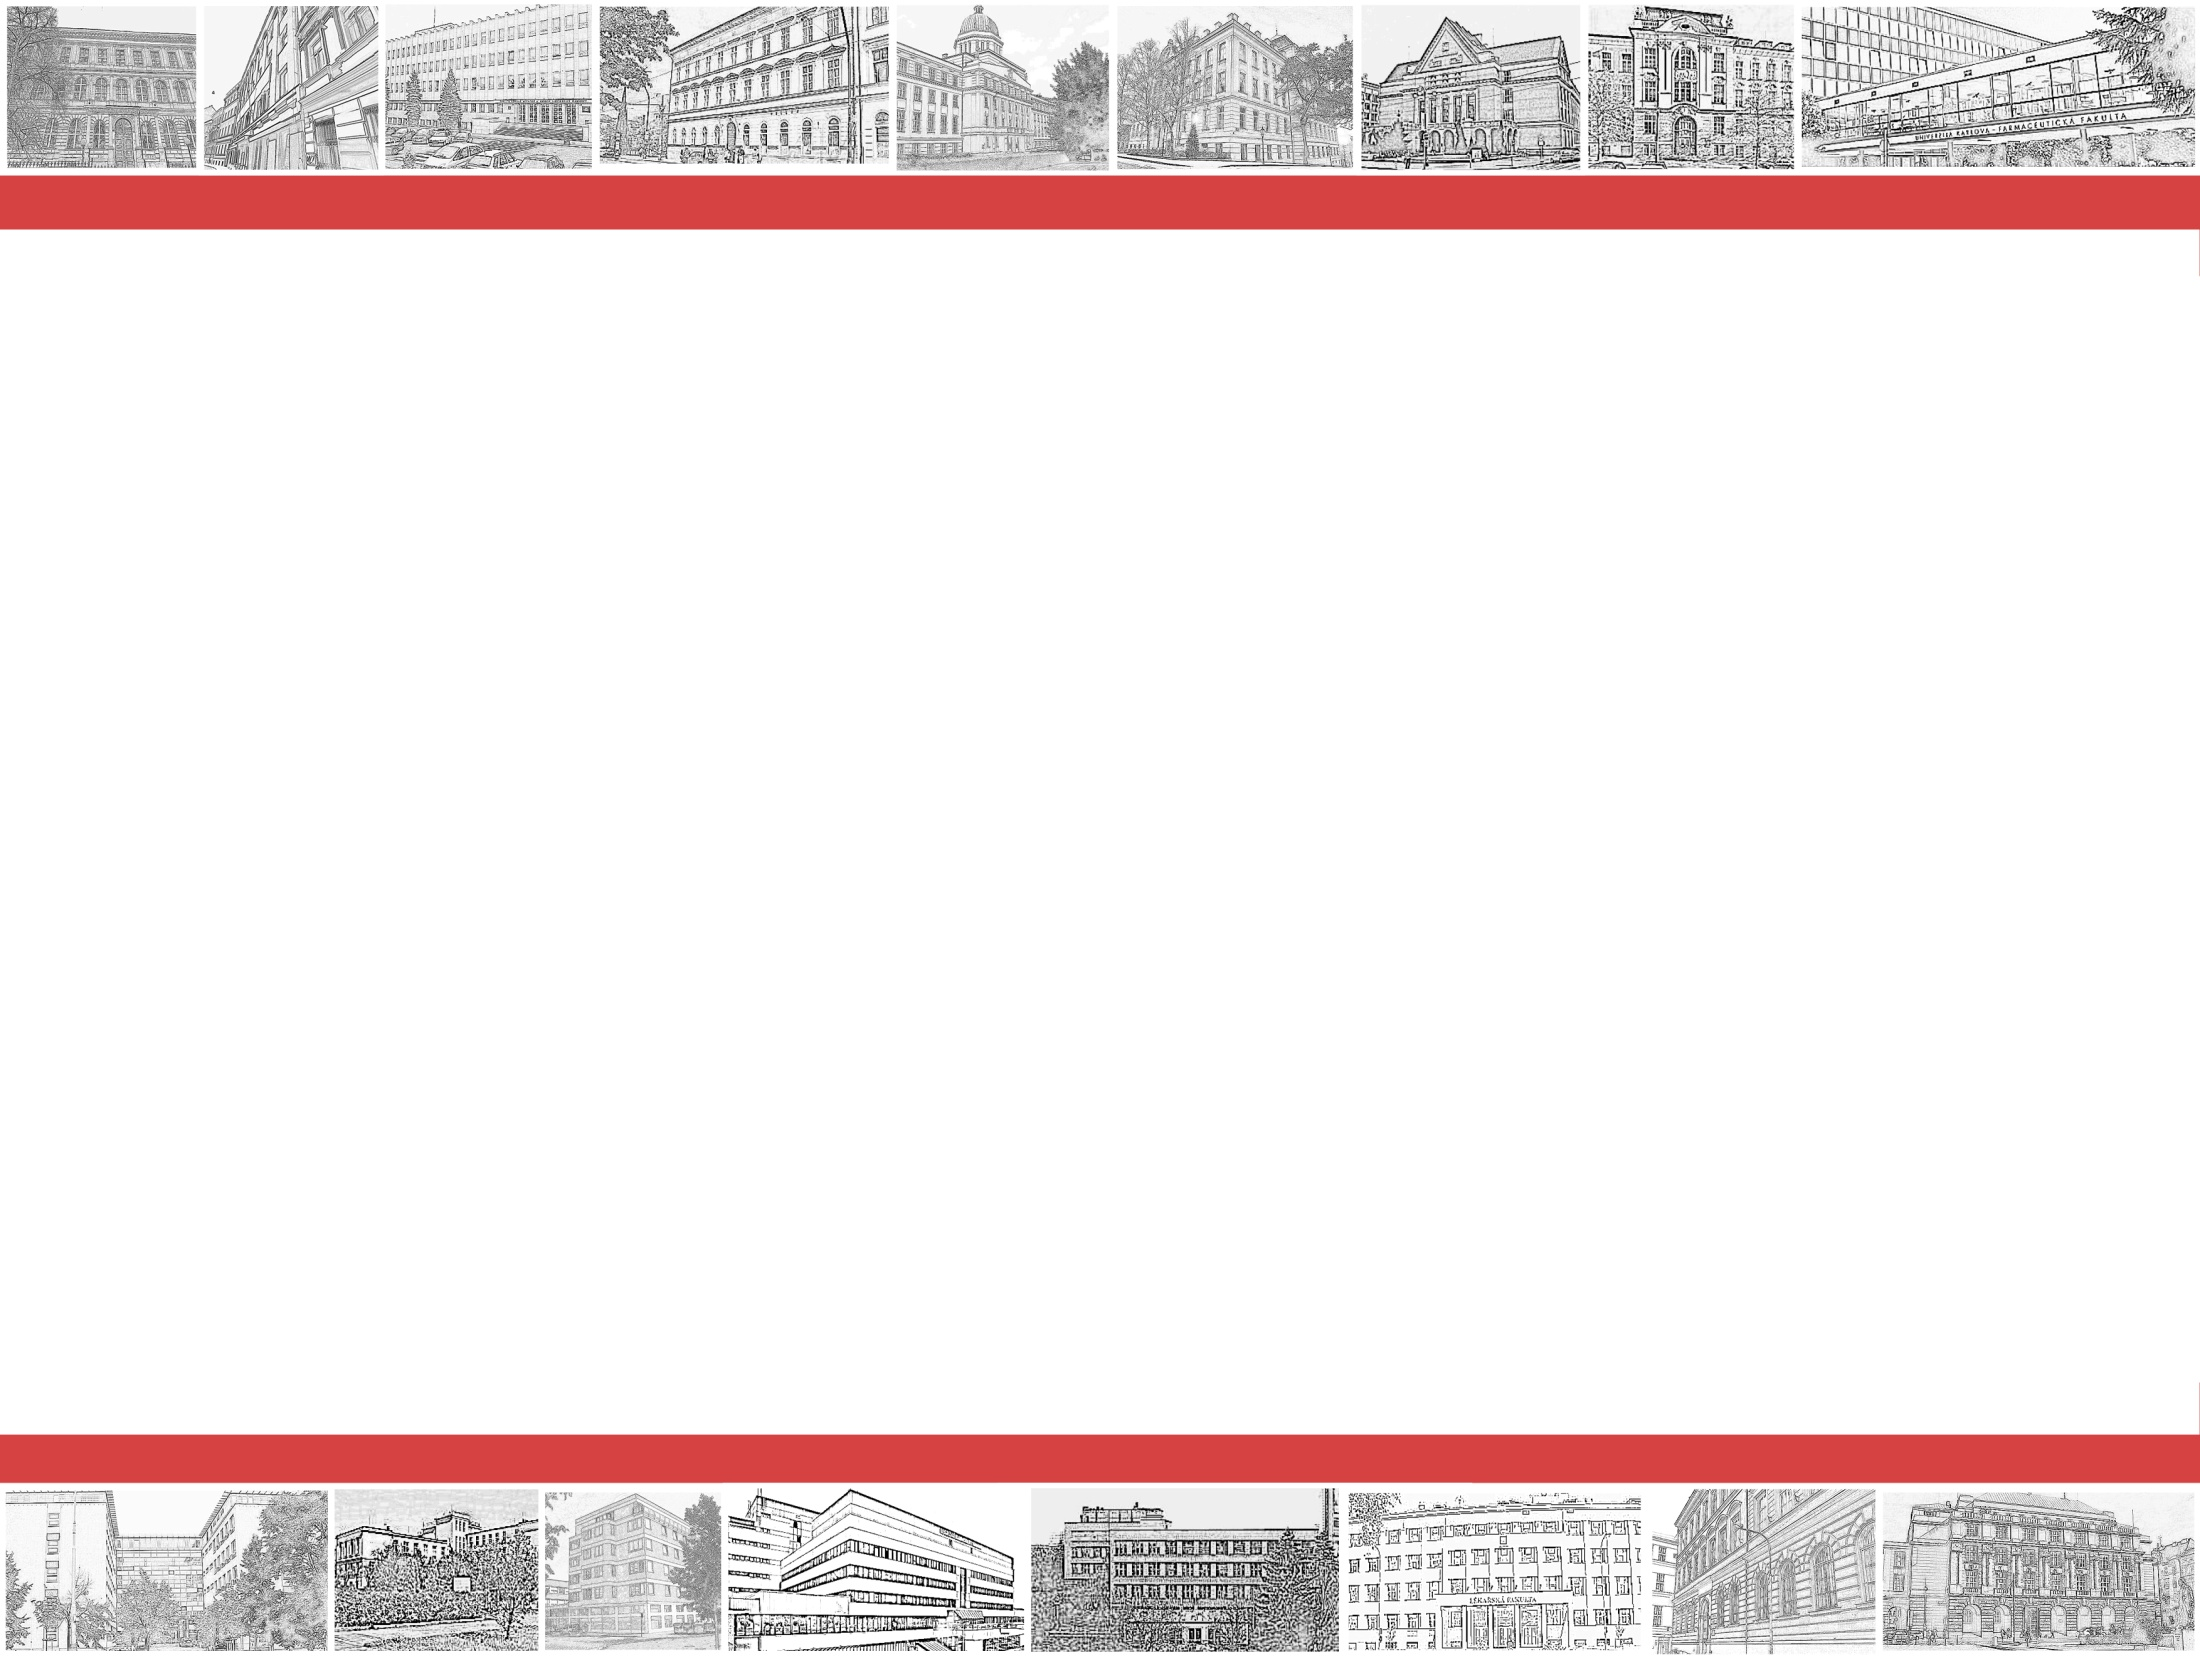 UNIVERZITA KARLOVA - FARMACEUTICKÁ FAKULTA
LÉKAŘSKÁ FAKULTA